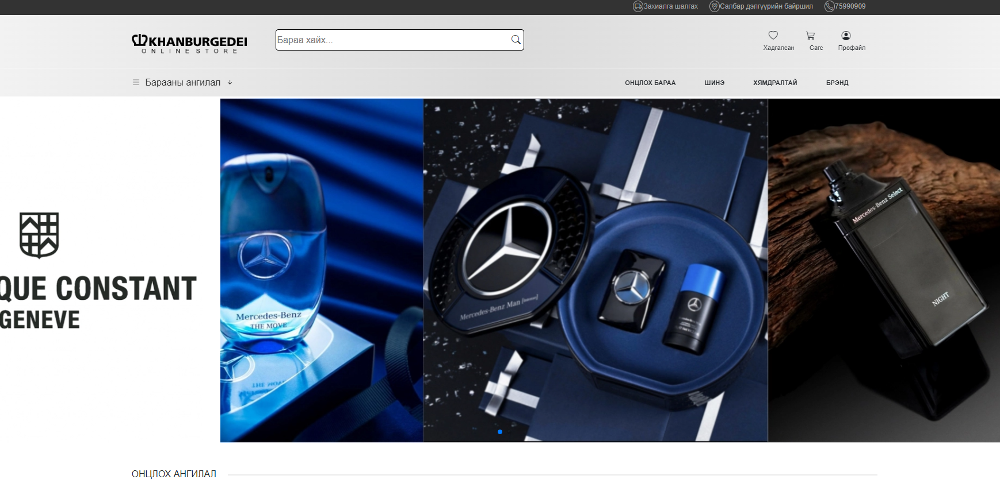 Захиалга шалгах
Салбар дэлгүүрийн байршил
75990909
KHANBURGEDEI
ONLINE STORE
Бараа хайх...
Хадгалсан
Сагс
Профайл
Барааны ангилал
ОНЦЛОХ БАРАА
ШИНЭ
ХЯМДРАЛТАЙ
БРЭНД
QUE CONSTANT
GENEVE
Mercedes-Benz
THE MOVE
Mercedes-Benz Man
Mercedes-Benz Select
NIGHT
ОНЦЛОХ АНГИЛАЛ